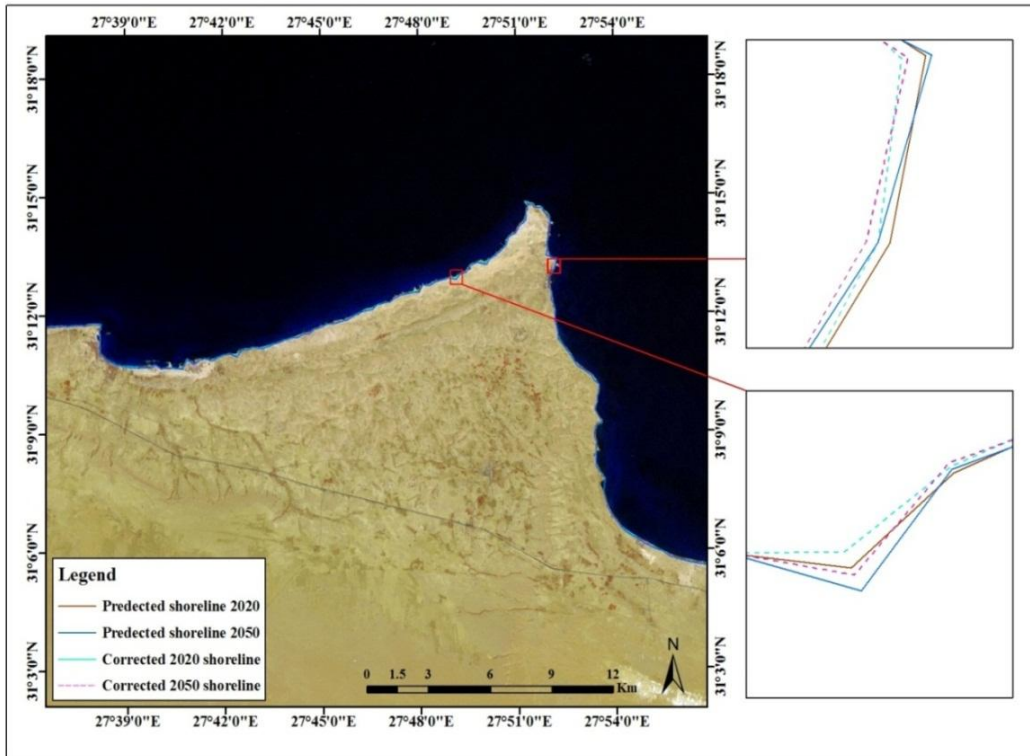 27°39'0"E 27°42'0"E 27°45'0"E 27°48'0"E 27°51'0"E 27°54'0"E
31°18'0"N 31°18'0"N
31°15'0"N 31°15'0"N
31°12'0"N 31°12'0"N
31°9'0"N 31°9'0"N
31°6'0"N 31°6'0"N
31°3'0"N 31°3'0"N
Legend
Predected shoreline 2020
Predected shoreline 2050
Corrected 2020 shoreline
Corrected 2050 shoreline
N
0 1.5 3 6 9 12
Km
27°39'0"E 27°42'0"E 27°45'0"E 27°48'0"E 27°51'0"E 27°54'0"E